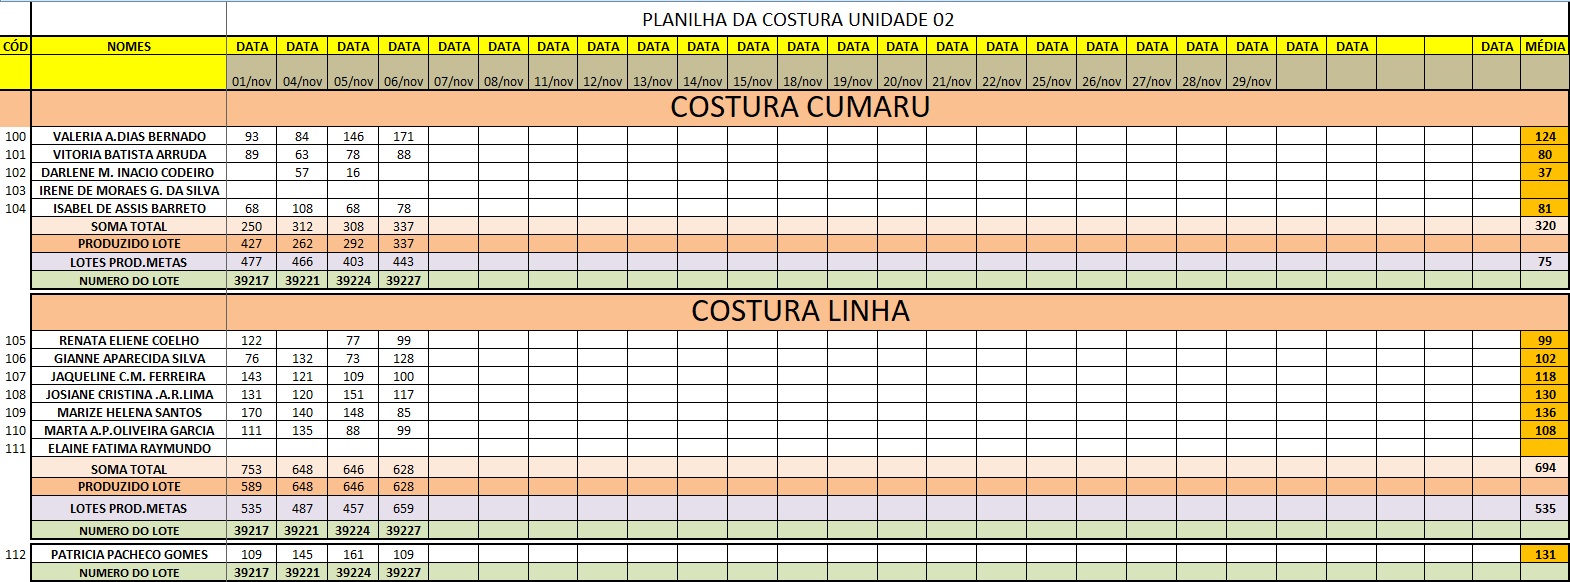 PLANILHA DA COSTURA UNIDADE 02
CÓD NOMES DATA DATA DATA DATA DATA DATA DATA DATA DATA DATA DATA DATA DATA DATA DATA DATA DATA DATA DATA DATA DATA DATA DATA DATA MÉDIA
01/nov 04/nov 05/nov 06/nov 07/nov 08/nov 11/nov 12/nov 13/nov 14/nov 15/nov 18/nov 19/nov 20/nov 21/nov 22/nov 25/nov 26/nov 27/nov 28/nov 29/nov
COSTURA CUMARU
100 VALERIA A.DIAS BERNADO 93 84 146 171 124
101 VITORIA BATISTA ARRUDA 89 63 78 88 80
102 DARLENE M. INACIO CODEIRO 57 16 37
103 IRENE DE MORAES G. DA SILVA
104 ISABEL DE ASSIS BARRETO 68 108 68 78 81
SOMA TOTAL 250 312 308 337 320
PRODUZIDO LOTE 427 262 292 337
LOTES PROD.METAS 477 466 403 443 75
NUMERO DO LOTE 39217 39221 39224 39227
COSTURA LINHA
105 RENATA ELIENE COELHO 122 77 99 99
106 GIANNE APARECIDA SILVA 76 132 73 128 102
107 JAQUELINE C.M. FERREIRA 143 121 109 100 118
108 JOSIANE CRISTINA .A.R.LIMA 131 120 151 117 130
109 MARIZE HELENA SANTOS 170 140 148 85 136
110 MARTA A.P.OLIVEIRA GARCIA 111 135 88 99 108
111 ELAINE FATIMA RAYMUNDO
SOMA TOTAL 753 648 646 628 694
PRODUZIDO LOTE 589 648 646 628
LOTES PROD.METAS 535 487 457 659 535
NUMERO DO LOTE 39217 39221 39224 39227
112 PATRICIA PACHECO GOMES 109 145 161 109 131
NUMERO DO LOTE 39217 39221 39224 39227